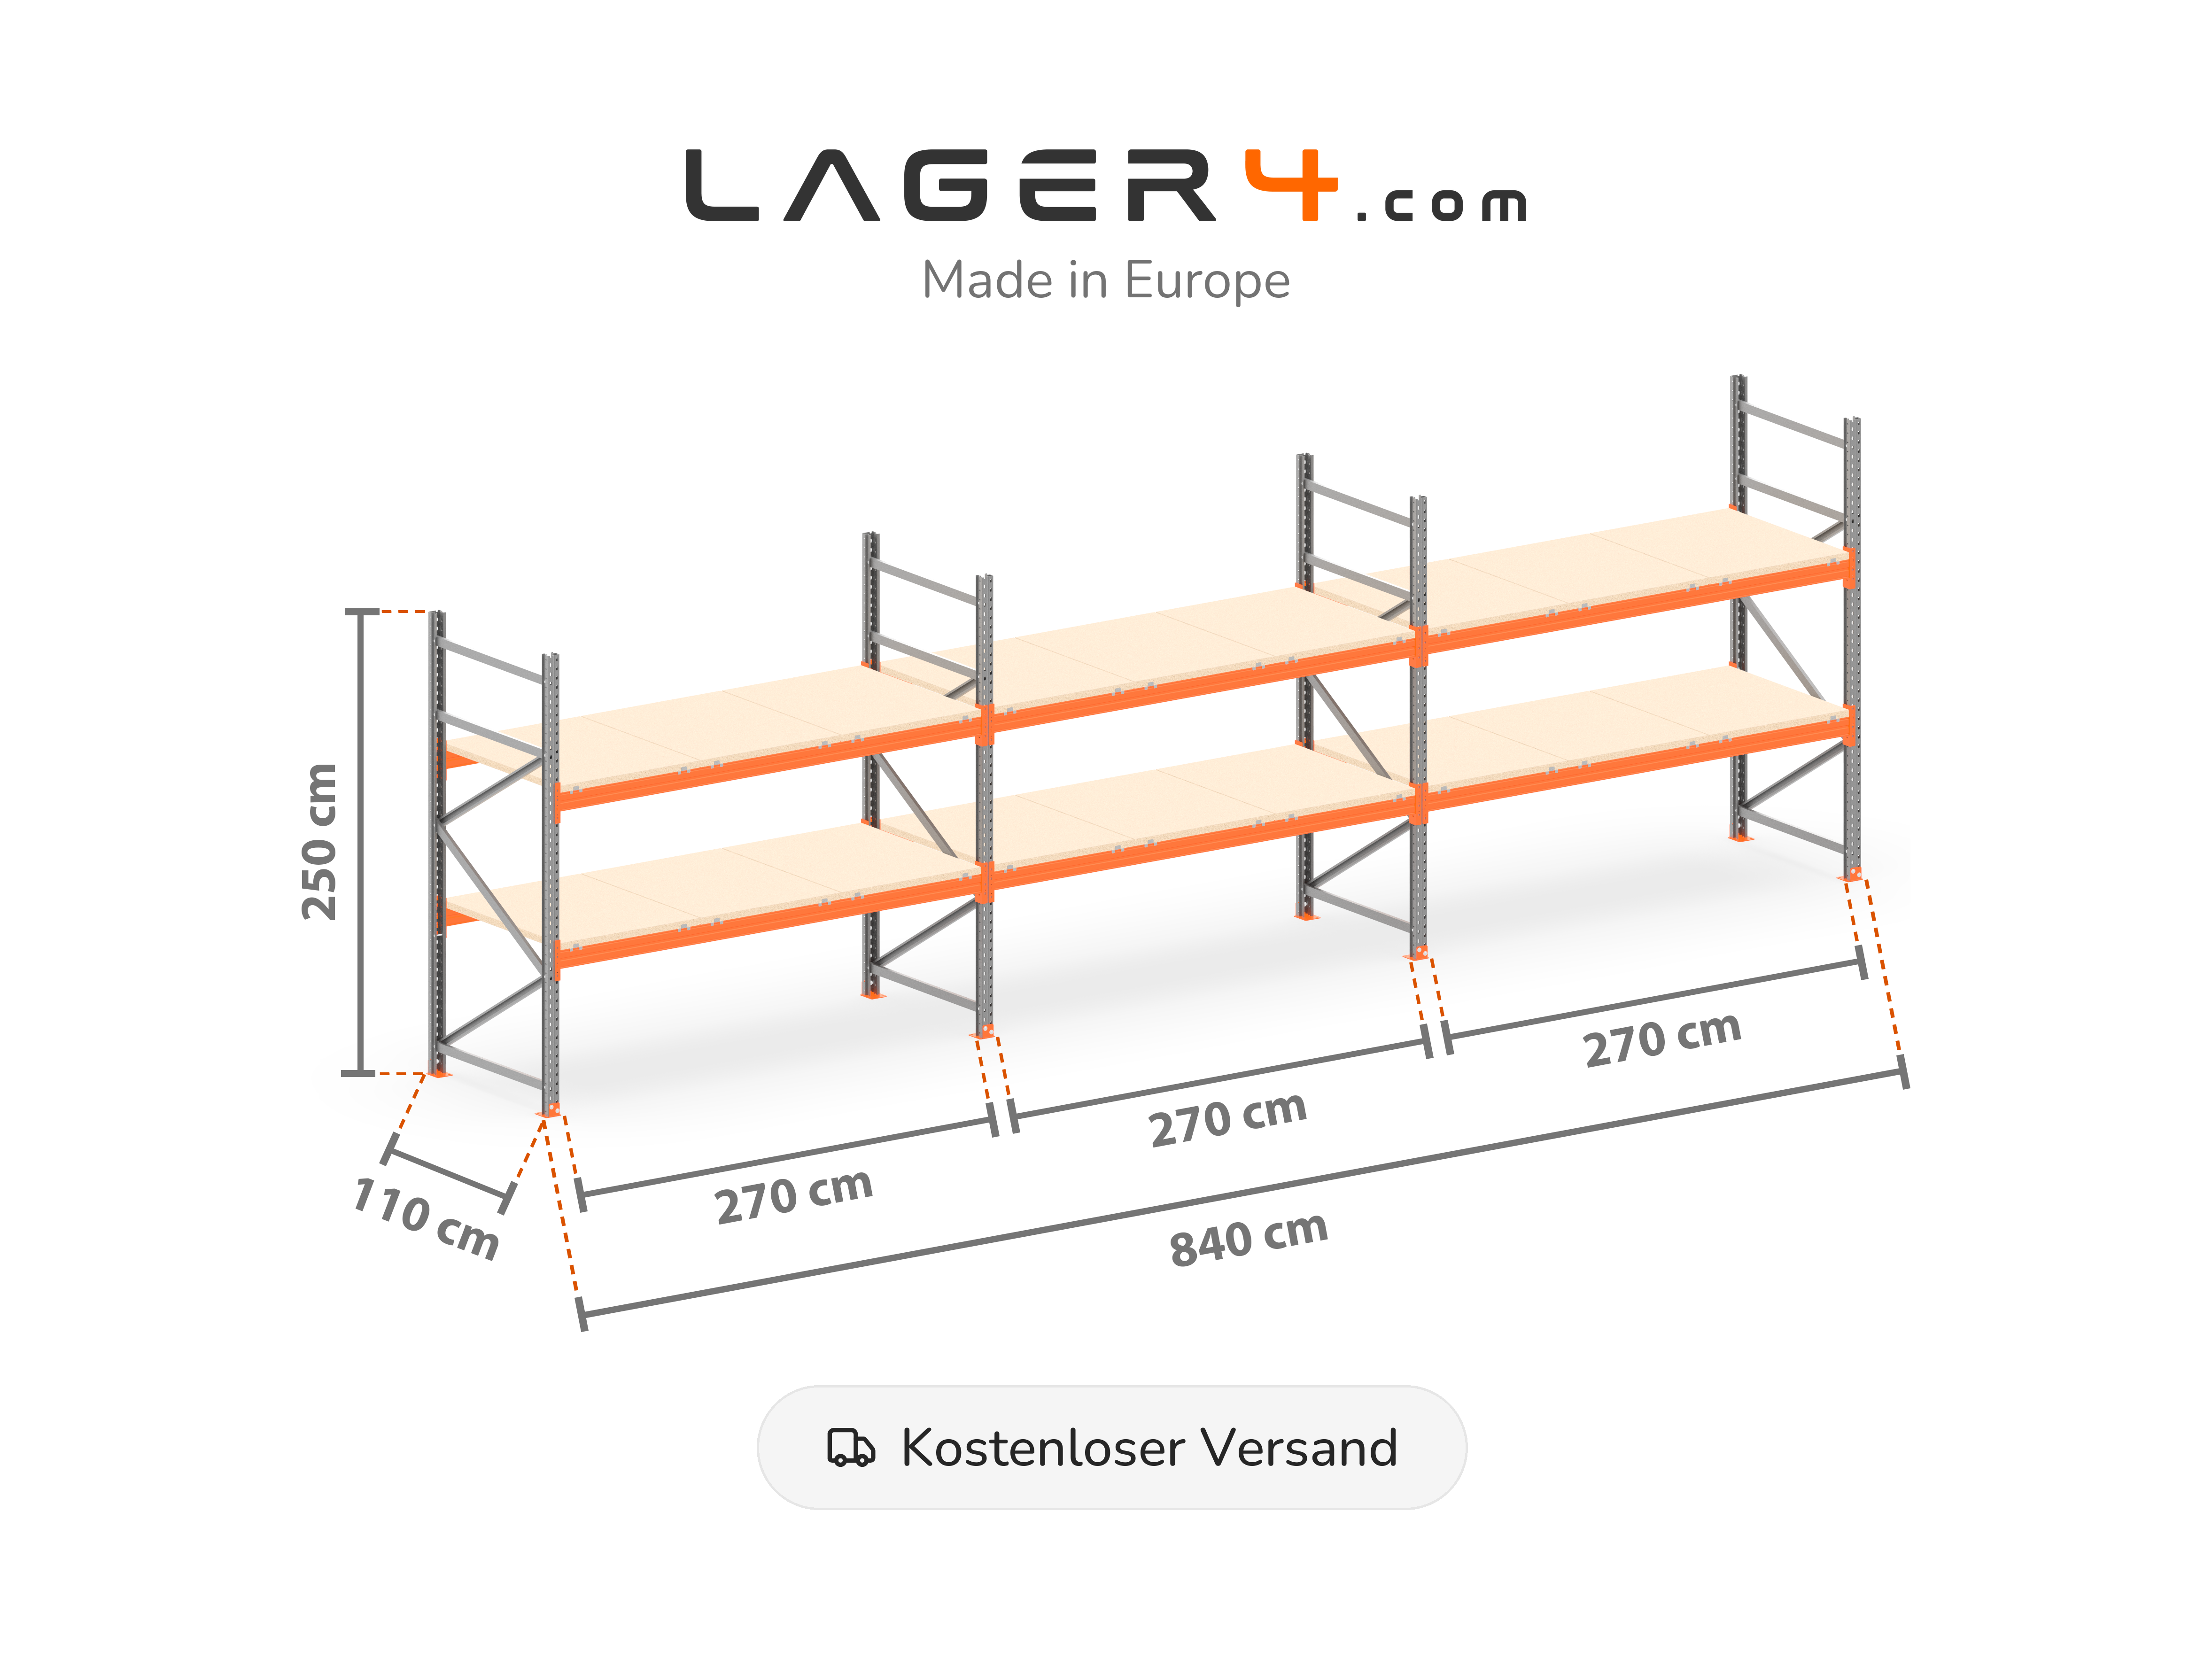 LAGER4.com
Made in Europe
250 cm
110 cm
270 cm
270 cm
270 cm
840 cm
Kostenloser Versand